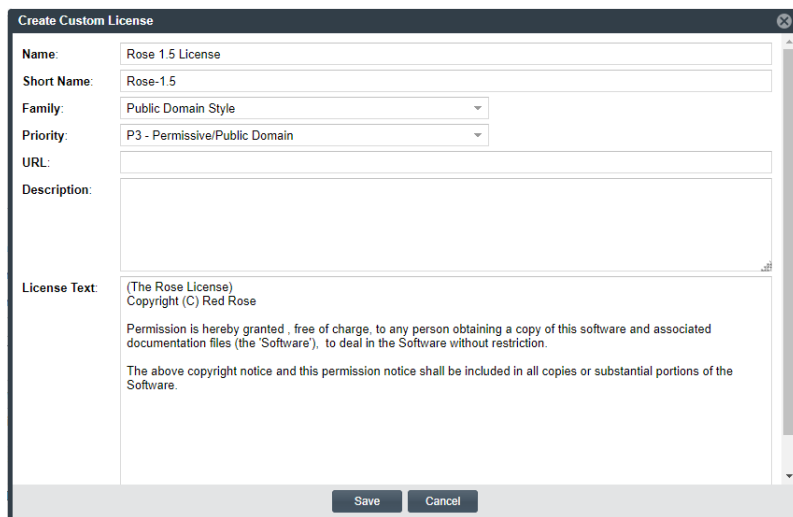 Create Custom License
Name: Rose 1.5 License
Short Name: Rose-1.5
Family: Public Domain Style
Priority: P3 - Permissive/Public Domain
URL:
Description:
License Text: (The Rose License)
Copyright (C) Red Rose
Permission is hereby granted , free of charge, to any person obtaining a copy of this software and associated
documentation files (the 'Software'),  to deal in the Software without restriction.
The above copyright notice and this permission notice shall be included in all copies or substantial portions of the
Software.
Save Cancel